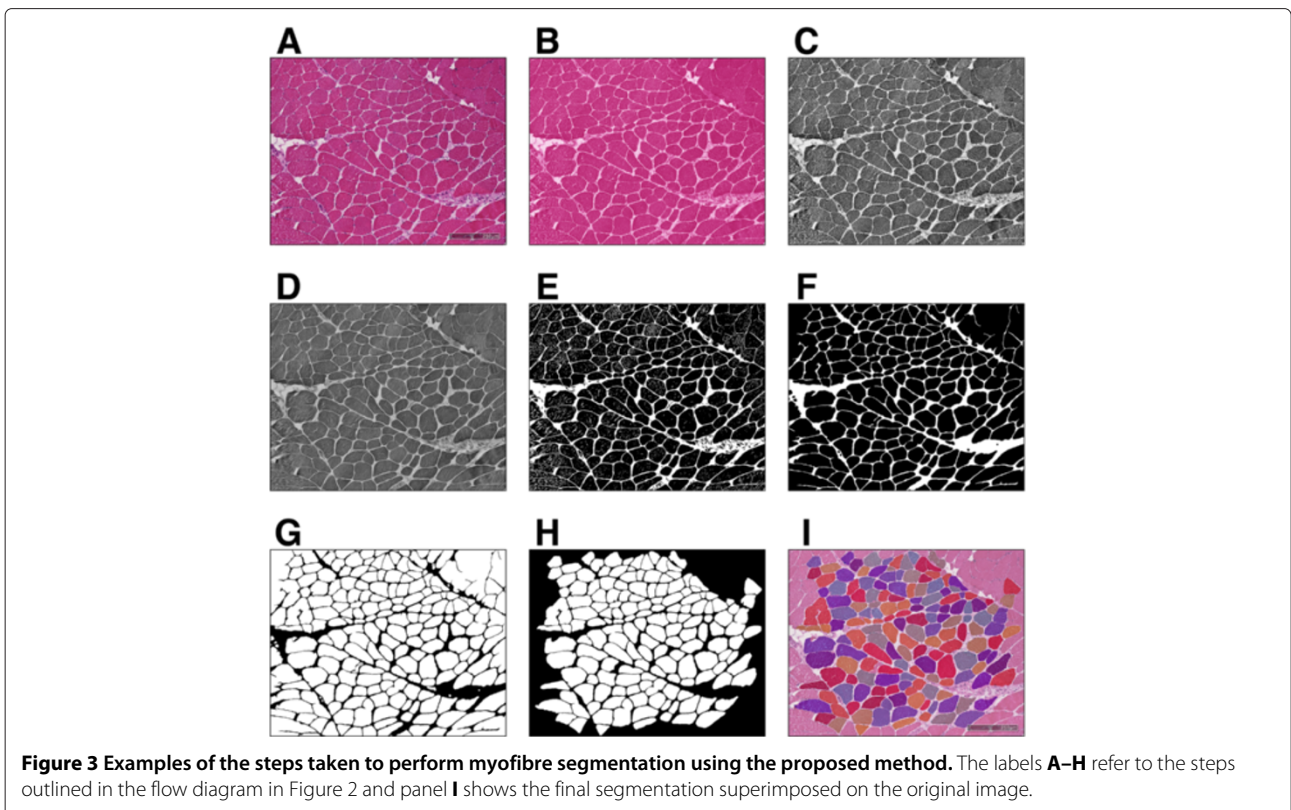 A
B
C
D
E
F
G
H
I
Figure 3 Examples of the steps taken to perform myofibre segmentation using the proposed method. The labels A–H refer to the steps
outlined in the flow diagram in Figure 2 and panel I shows the final segmentation superimposed on the original image.